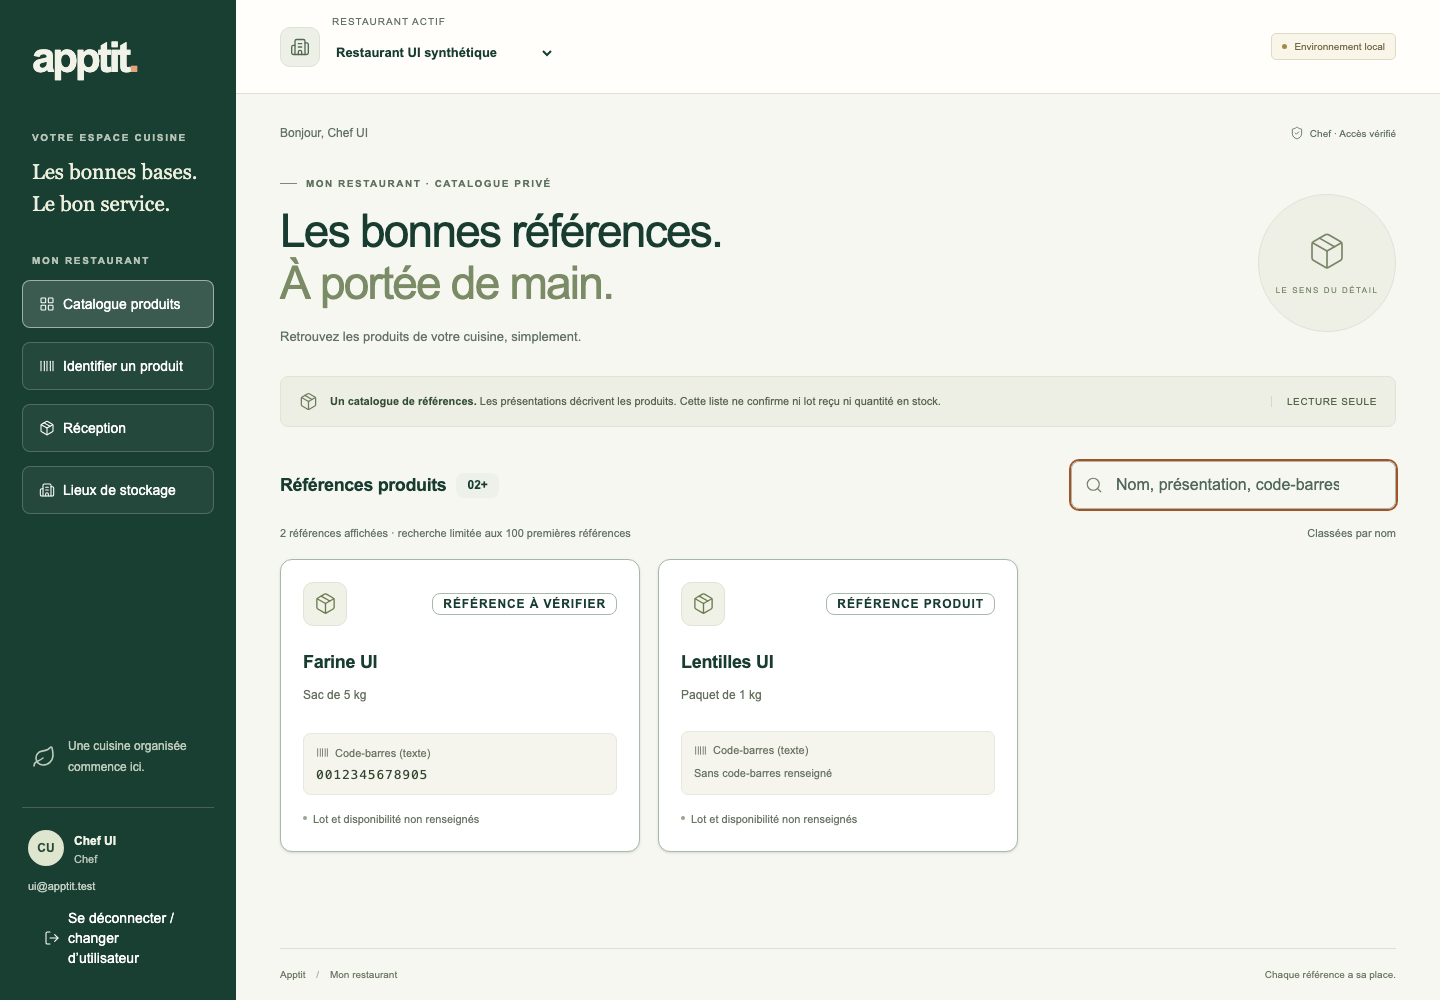 apptit.
VOTRE ESPACE CUISINE
Les bonnes bases.
Le bon service.
MON RESTAURANT
Catalogue produits
Identifier un produit
Réception
Lieux de stockage
Une cuisine organisée
commence ici.
CU
Chef UI
Chef
ui@apptit.test
Se déconnecter /
changer
d'utilisateur
RESTAURANT ACTIF
Restaurant UI synthétique
Environnement local
Bonjour, Chef UI
Chef · Accès vérifié
MON RESTAURANT · CATALOGUE PRIVÉ
Les bonnes références.
À portée de main.
Retrouvez les produits de votre cuisine, simplement.
LE SENS DU DÉTAIL
Un catalogue de références. Les présentations décrivent les produits. Cette liste ne confirme ni lot reçu ni quantité en stock.
LECTURE SEULE
Références produits
02+
Nom, présentation, code-barres
2 références affichées · recherche limitée aux 100 premières références
Classées par nom
RÉFÉRENCE À VÉRIFIER
Farine UI
Sac de 5 kg
Code-barres (texte)
0012345678905
Lot et disponibilité non renseignés
RÉFÉRENCE PRODUIT
Lentilles UI
Paquet de 1 kg
Code-barres (texte)
Sans code-barres renseigné
Lot et disponibilité non renseignés
Apptit / Mon restaurant
Chaque référence a sa place.